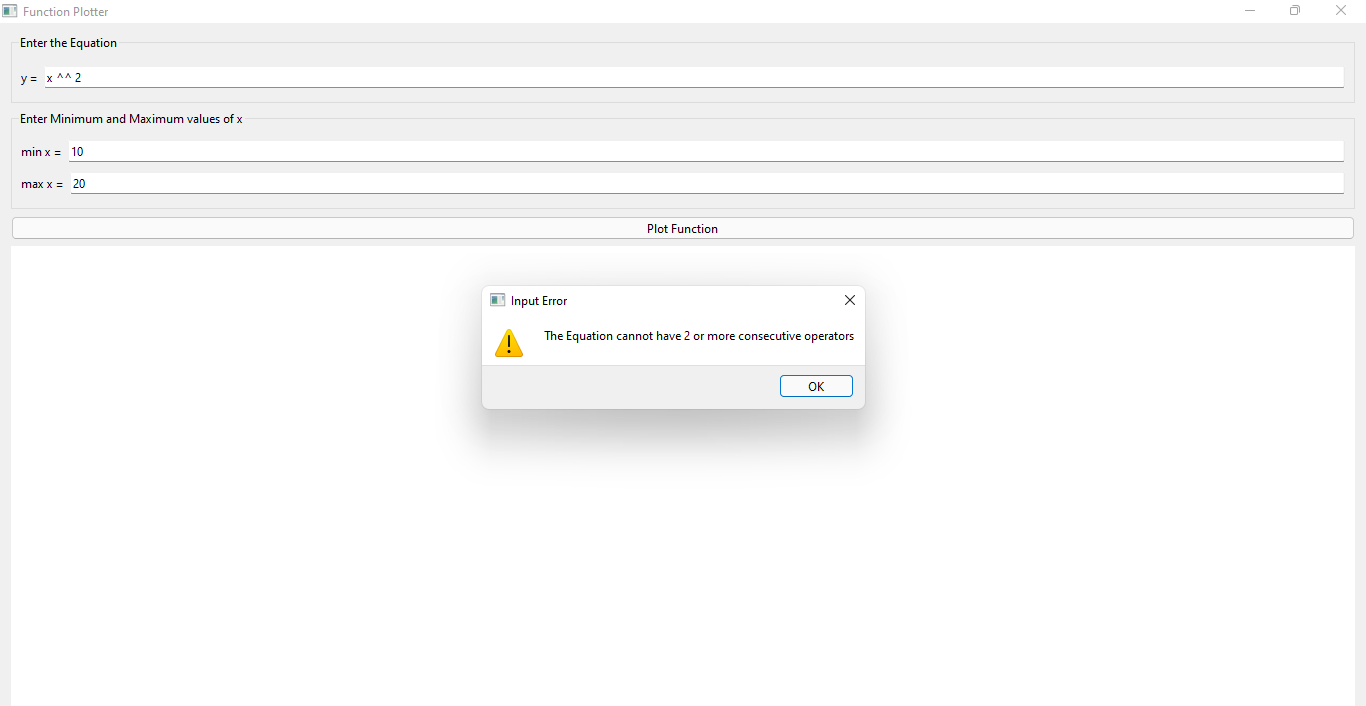 Function Plotter
Enter the Equation
y = x ^^ 2
Enter Minimum and Maximum values of x
min x = 10
max x = 20
Plot Function
Input Error
The Equation cannot have 2 or more consecutive operators
OK